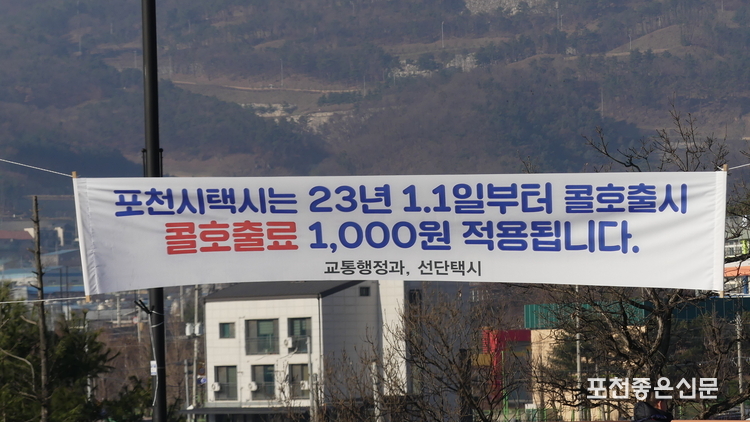 포천시택시는 23년 1.1일부터 콜호출시
콜호출료 1,000원 적용됩니다.
교통행정과, 선단택시
포천좋은신문